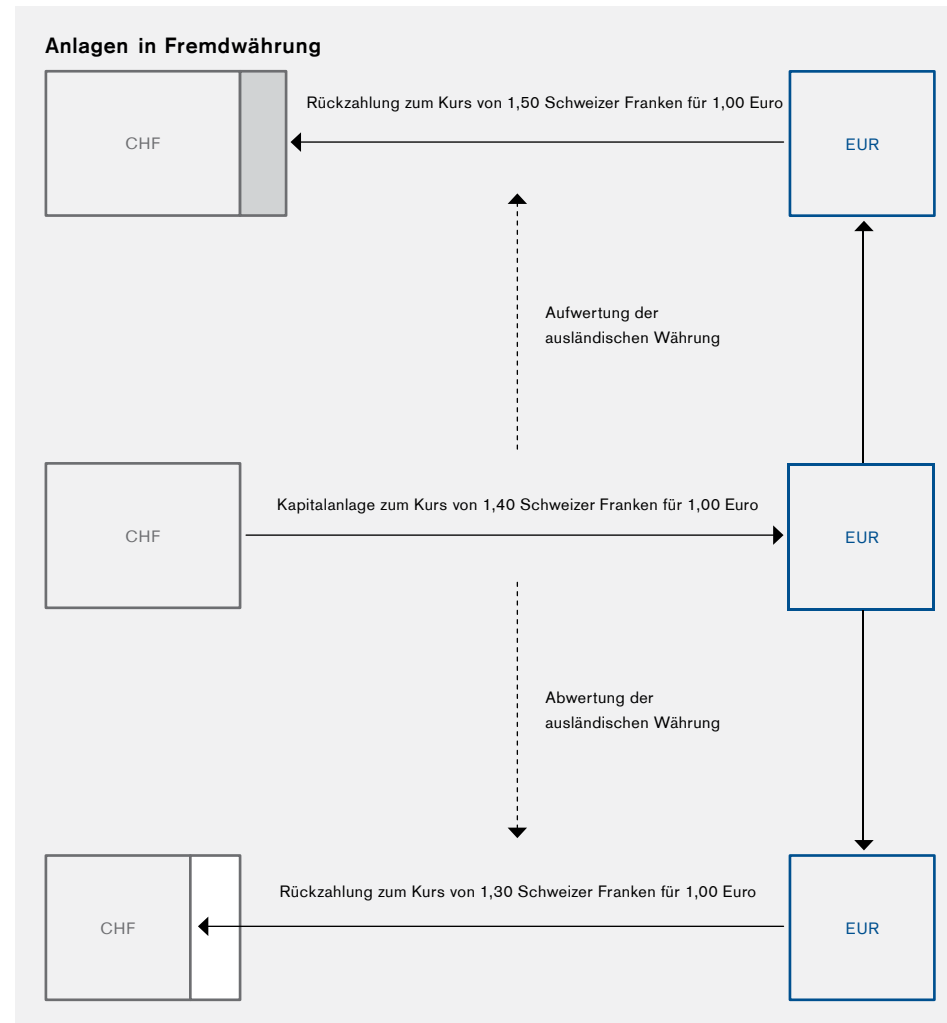 Anlagen in Fremdwährung
Rückzahlung zum Kurs von 1,50 Schweizer Franken für 1,00 Euro
CHF
EUR
Aufwertung der
ausländischen Währung
Kapitalanlage zum Kurs von 1,40 Schweizer Franken für 1,00 Euro
CHF
EUR
Abwertung der
ausländischen Währung
Rückzahlung zum Kurs von 1,30 Schweizer Franken für 1,00 Euro
CHF
EUR